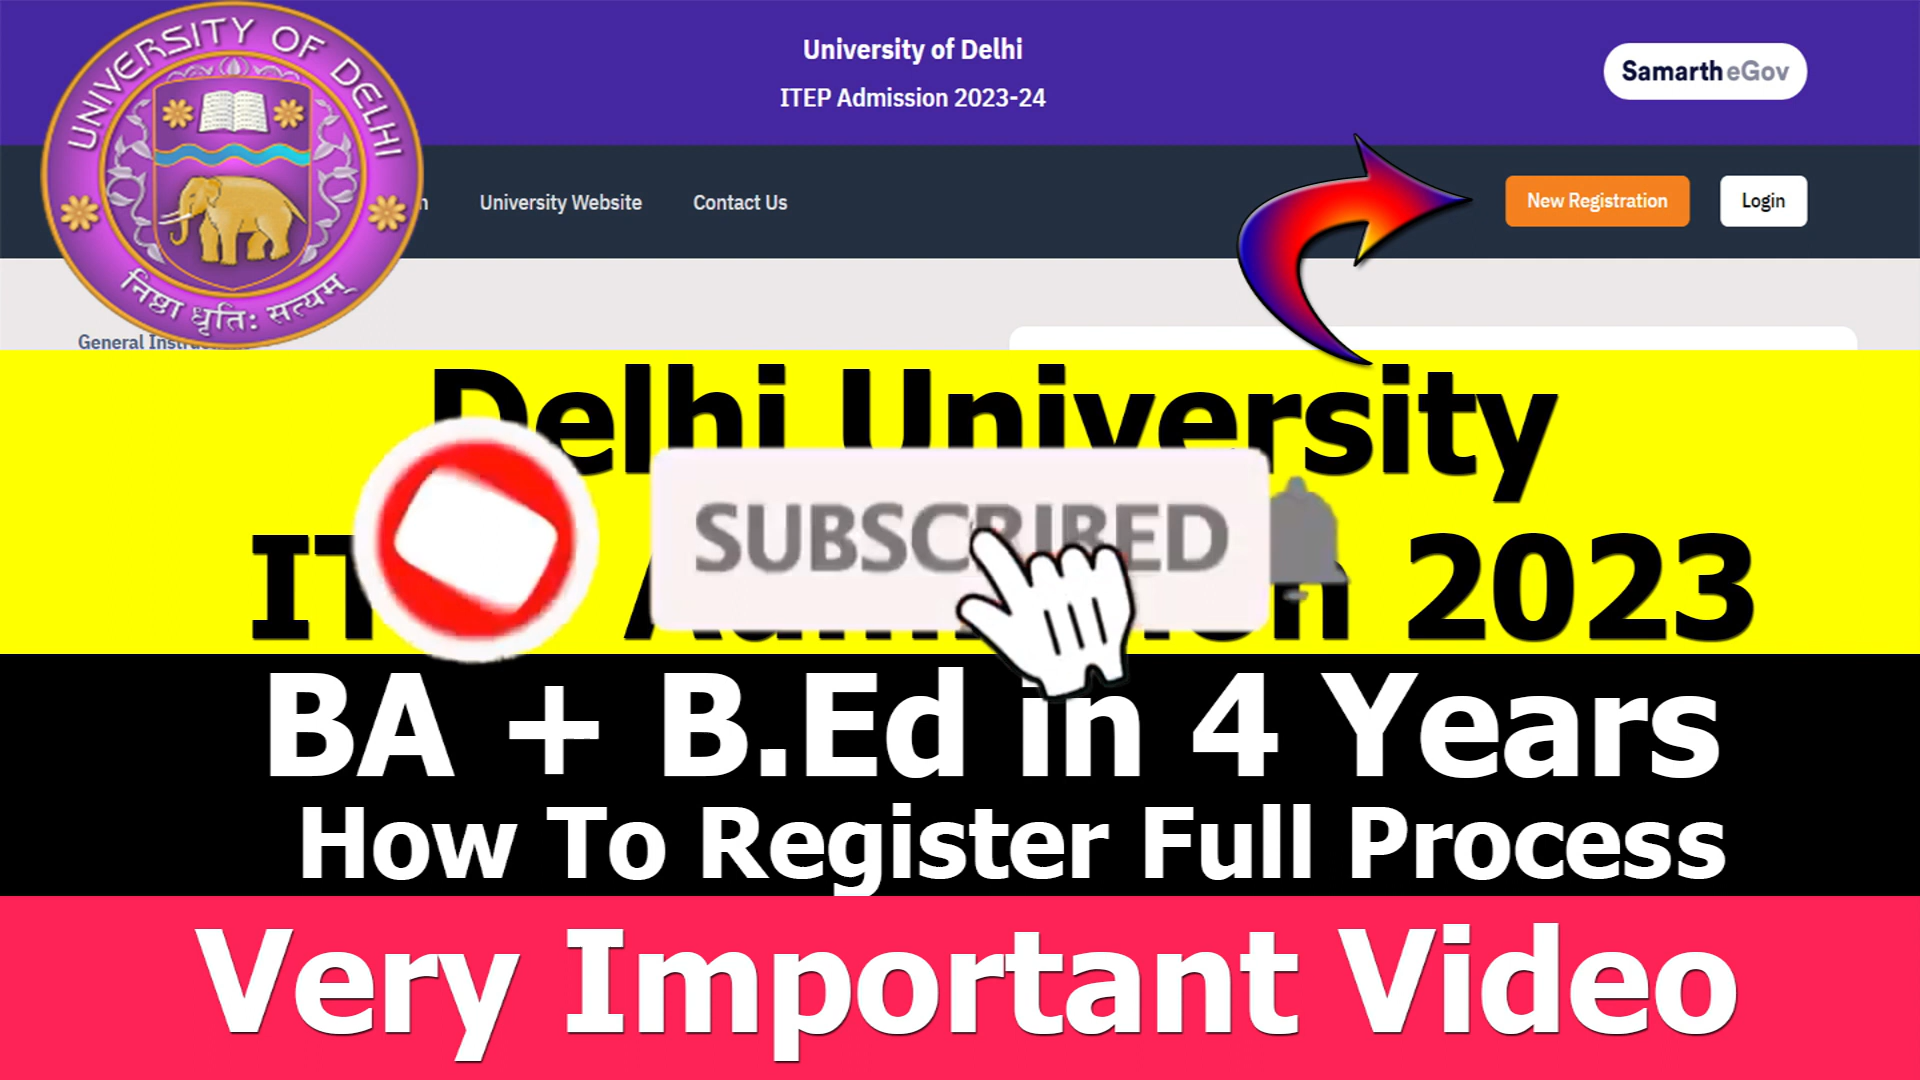 UNIVERSITY OF DELHI
निष्ठा धृति: सत्यम्
University of Delhi
ITEP Admission 2023-24
Samarth eGov
University Website
Contact Us
New Registration
Login
General
Delhi University
2023
SUBSCRIBED
BA + B.Ed in 4 Years
How To Register Full Process
Very Important Video